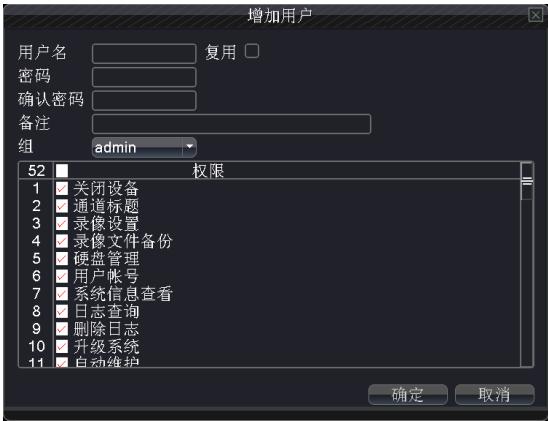 增加用户
用户名 复用
密码
确认密码
备注
组 admin
52 权限
1 关闭设备
2 通道标题
3 录像设置
4 录像文件备份
5 硬盘管理
6 用户帐号
7 系统信息查看
8 日志查询
9 删除日志
10 升级系统
11 自动维护
确定 取消